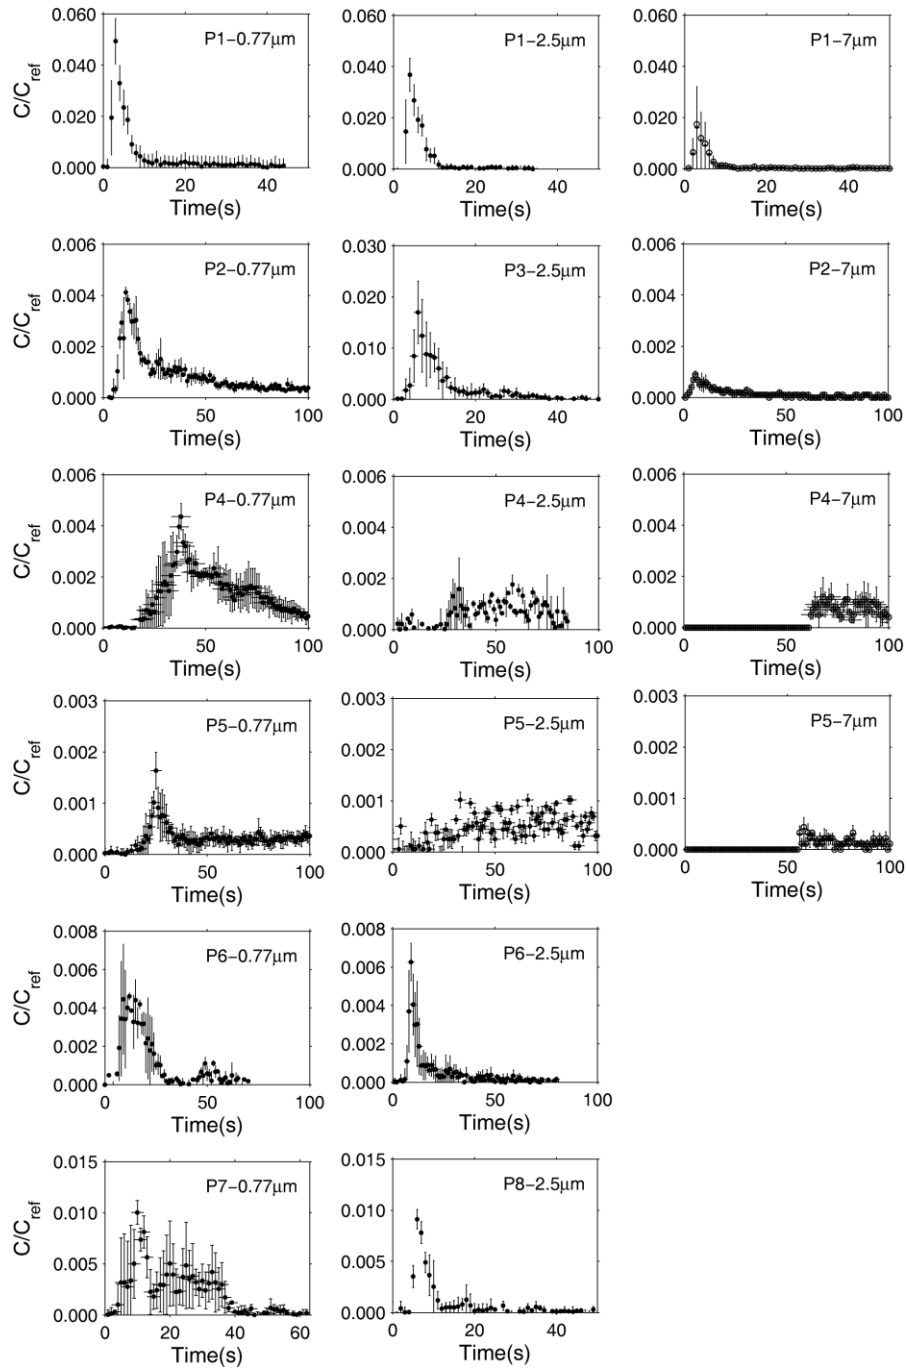 C/C_ref
0.060
0.040
0.020
0.000
P1−0.77μm
0 20 40
Time(s)
0.060
0.040
0.020
0.000
P1−2.5μm
0 20 40
Time(s)
0.060
0.040
0.020
0.000
P1−7μm
0 20 40
Time(s)
C/C_ref
0.006
0.004
0.002
0.000
P2−0.77μm
0 50 100
Time(s)
0.030
0.020
0.010
0.000
P3−2.5μm
0 20 40
Time(s)
0.006
0.004
0.002
0.000
P2−7μm
0 50 100
Time(s)
C/C_ref
0.006
0.004
0.002
0.000
P4−0.77μm
0 50 100
Time(s)
0.006
0.004
0.002
0.000
P4−2.5μm
0 50 100
Time(s)
0.006
0.004
0.002
0.000
P4−7μm
0 50 100
Time(s)
C/C_ref
0.003
0.002
0.001
0.000
P5−0.77μm
0 50 100
Time(s)
0.003
0.002
0.001
0.000
P5−2.5μm
0 50 100
Time(s)
0.003
0.002
0.001
0.000
P5−7μm
0 50 100
Time(s)
C/C_ref
0.008
0.006
0.004
0.002
0.000
P6−0.77μm
0 50 100
Time(s)
0.008
0.006
0.004
0.002
0.000
P6−2.5μm
0 50 100
Time(s)
C/C_ref
0.015
0.010
0.005
0.000
P7−0.77μm
0 20 40 60
Time(s)
0.015
0.010
0.005
0.000
P8−2.5μm
0 20 40
Time(s)